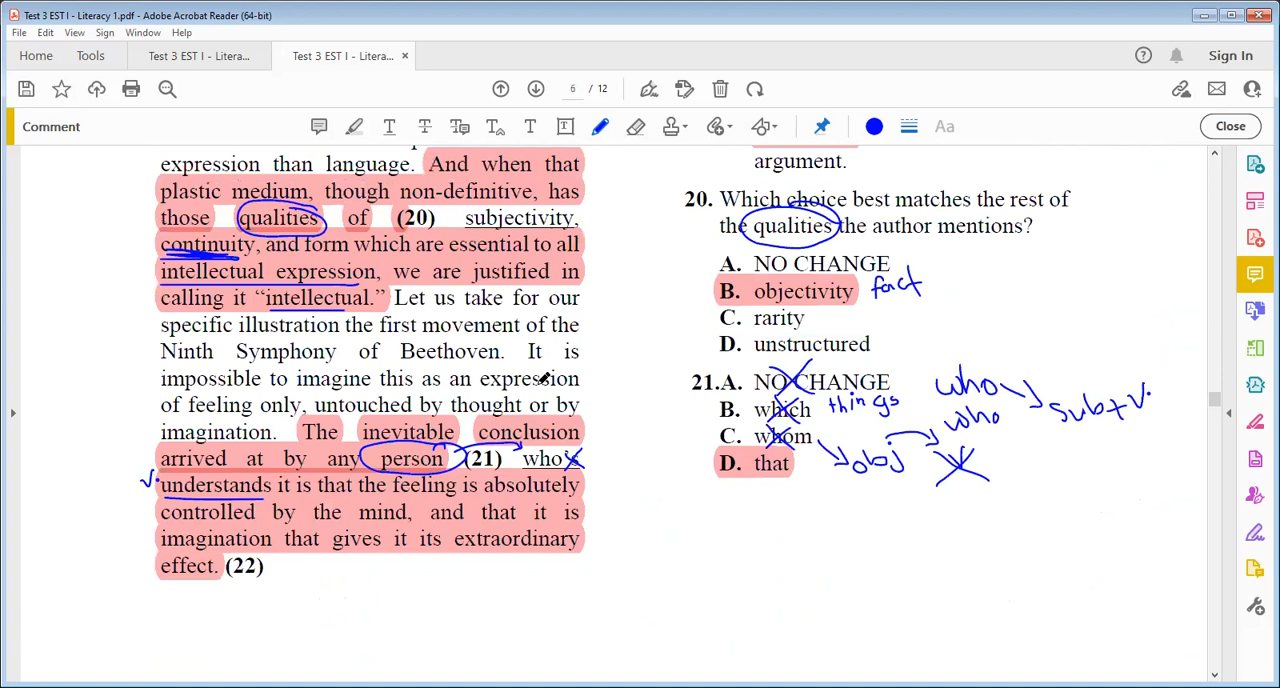 Test 3 EST I - Literacy 1.pdf - Adobe Acrobat Reader (64-bit)
File Edit View Sign Window Help
Home Tools Test 3 EST I - Litera... Test 3 EST I - Litera... × Sign In
6 / 12
Comment Aa Close
expression than language. And when that
plastic medium, though non-definitive, has
those qualities of (20) subjectivity,
continuity, and form which are essential to all
intellectual expression, we are justified in
calling it “intellectual.” Let us take for our
specific illustration the first movement of the
Ninth Symphony of Beethoven. It is
impossible to imagine this as an expression
of feeling only, untouched by thought or by
imagination. The inevitable conclusion
arrived at by any person (21) who's
v. understands it is that the feeling is absolutely
controlled by the mind, and that it is
imagination that gives it its extraordinary
effect. (22)
argument.
20. Which choice best matches the rest of
the qualities the author mentions?
A. NO CHANGE
B. objectivity fact
C. rarity
D. unstructured
21.A. NO CHANGE who
B. which things who sub+v.
C. whom obj
D. that